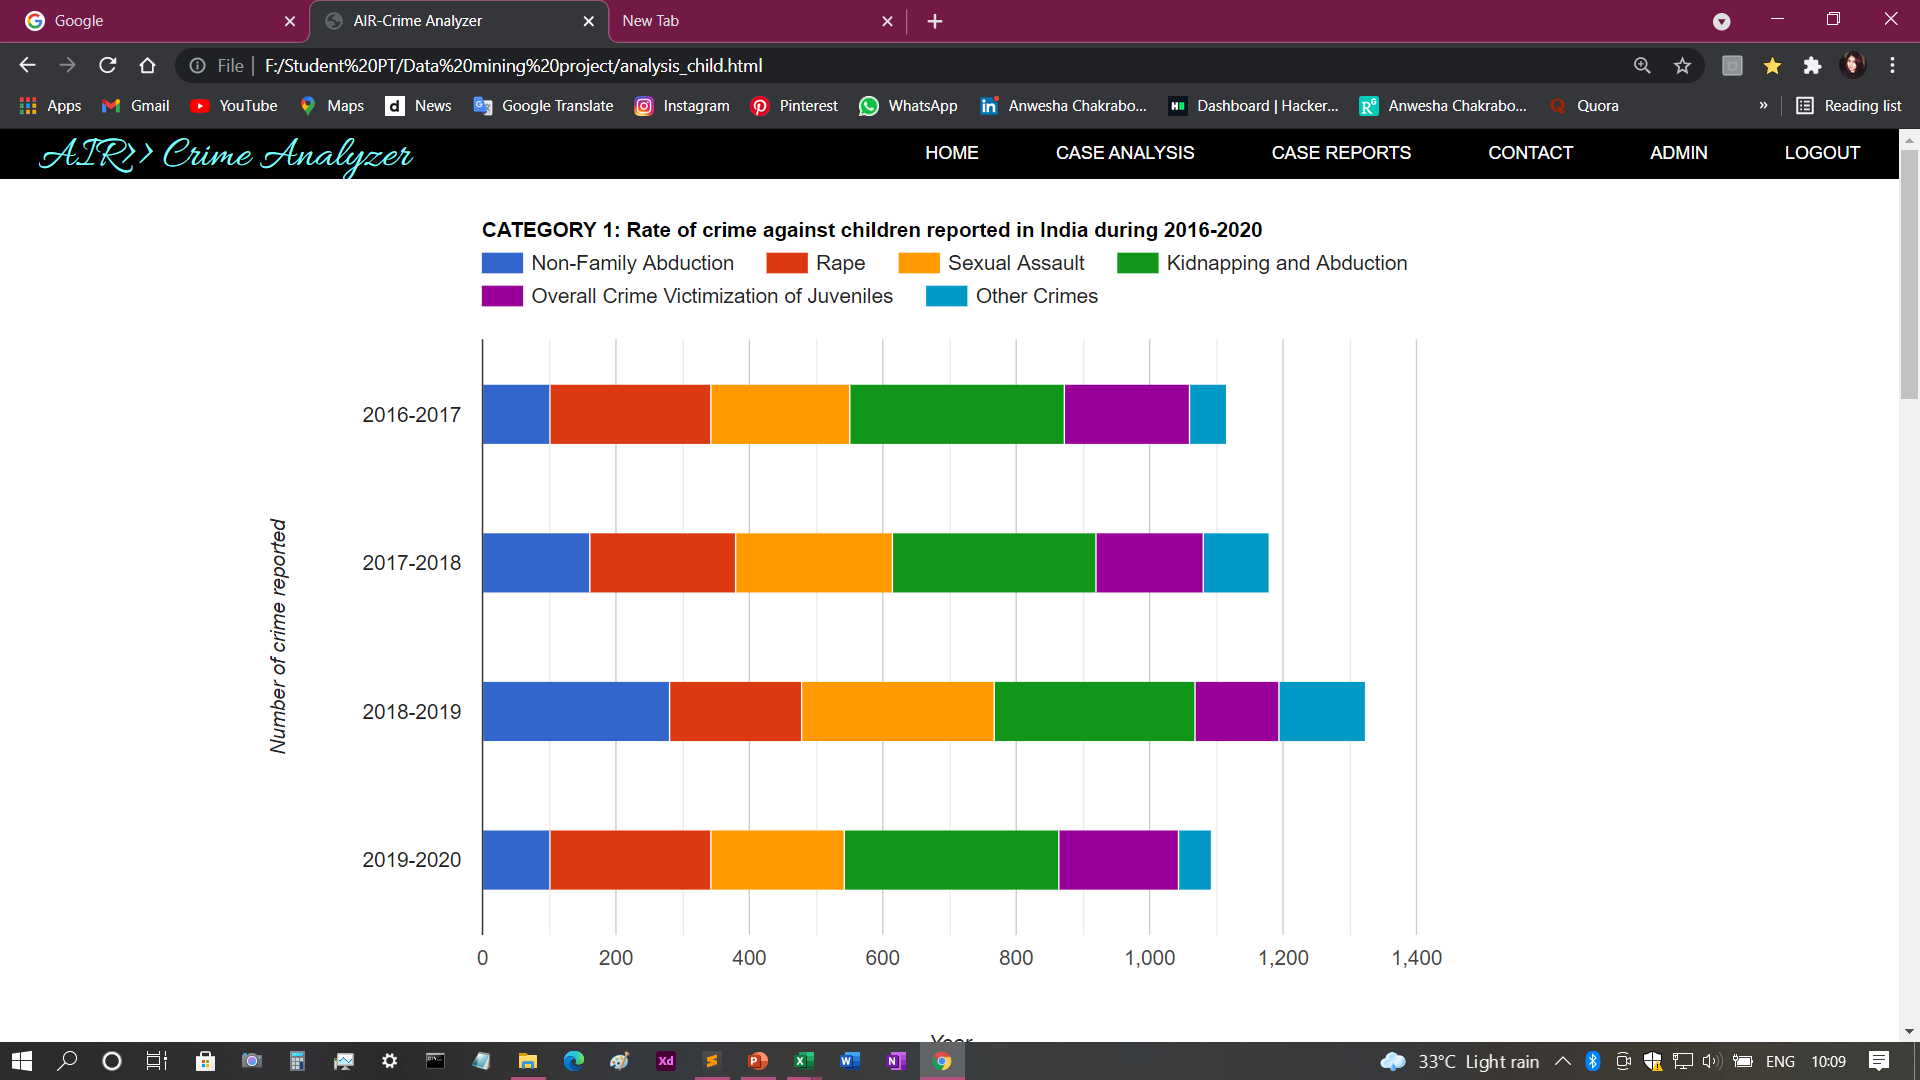 Google
AIR-Crime Analyzer
New Tab
File
F:/Student%20PT/Data%20mining%20project/analysis_child.html
Apps
Gmail
YouTube
Maps
News
Google Translate
Instagram
Pinterest
WhatsApp
Anwesha Chakrabo...
Dashboard | Hacker...
Anwesha Chakrabo...
Quora
»
Reading list
AIR>> Crime Analyzer
HOME
CASE ANALYSIS
CASE REPORTS
CONTACT
ADMIN
LOGOUT
CATEGORY 1: Rate of crime against children reported in India during 2016-2020
Non-Family Abduction
Rape
Sexual Assault
Kidnapping and Abduction
Overall Crime Victimization of Juveniles
Other Crimes
Number of crime reported
2016-2017
2017-2018
2018-2019
2019-2020
0
200
400
600
800
1,000
1,200
1,400
Year
33°C Light rain
ENG
10:09